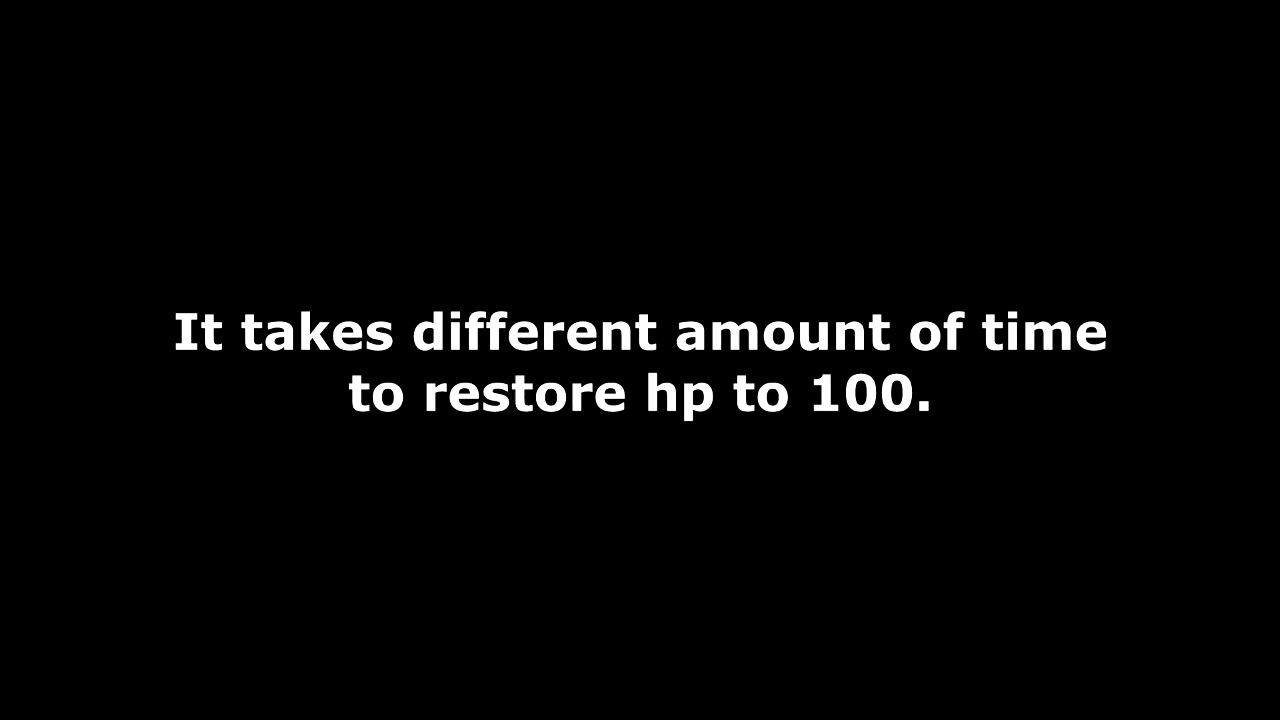 It takes different amount of time
to restore hp to 100.